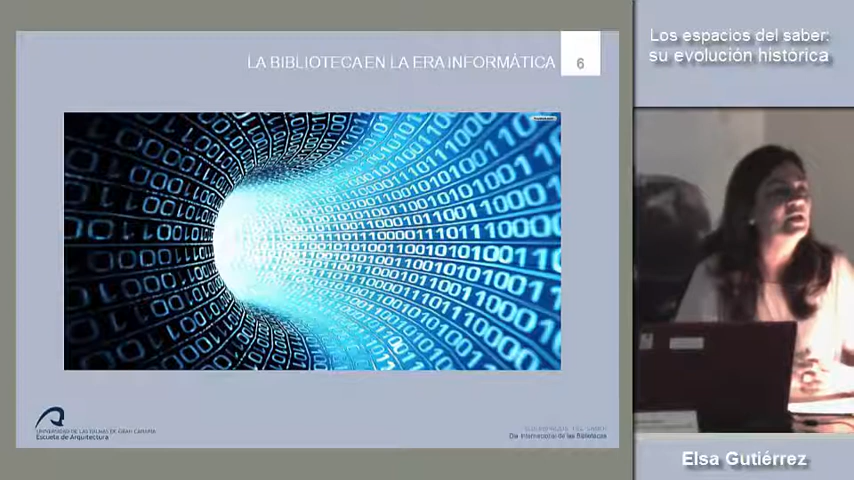 LA BIBLIOTECA EN LA ERA INFORMÁTICA
6
UNIVERSIDAD DE LAS PALMAS DE GRAN CANARIA
Escuela de Arquitectura
Día Internacional de las Bibliotecas
Los espacios del saber:
su evolución histórica
Elsa Gutiérrez